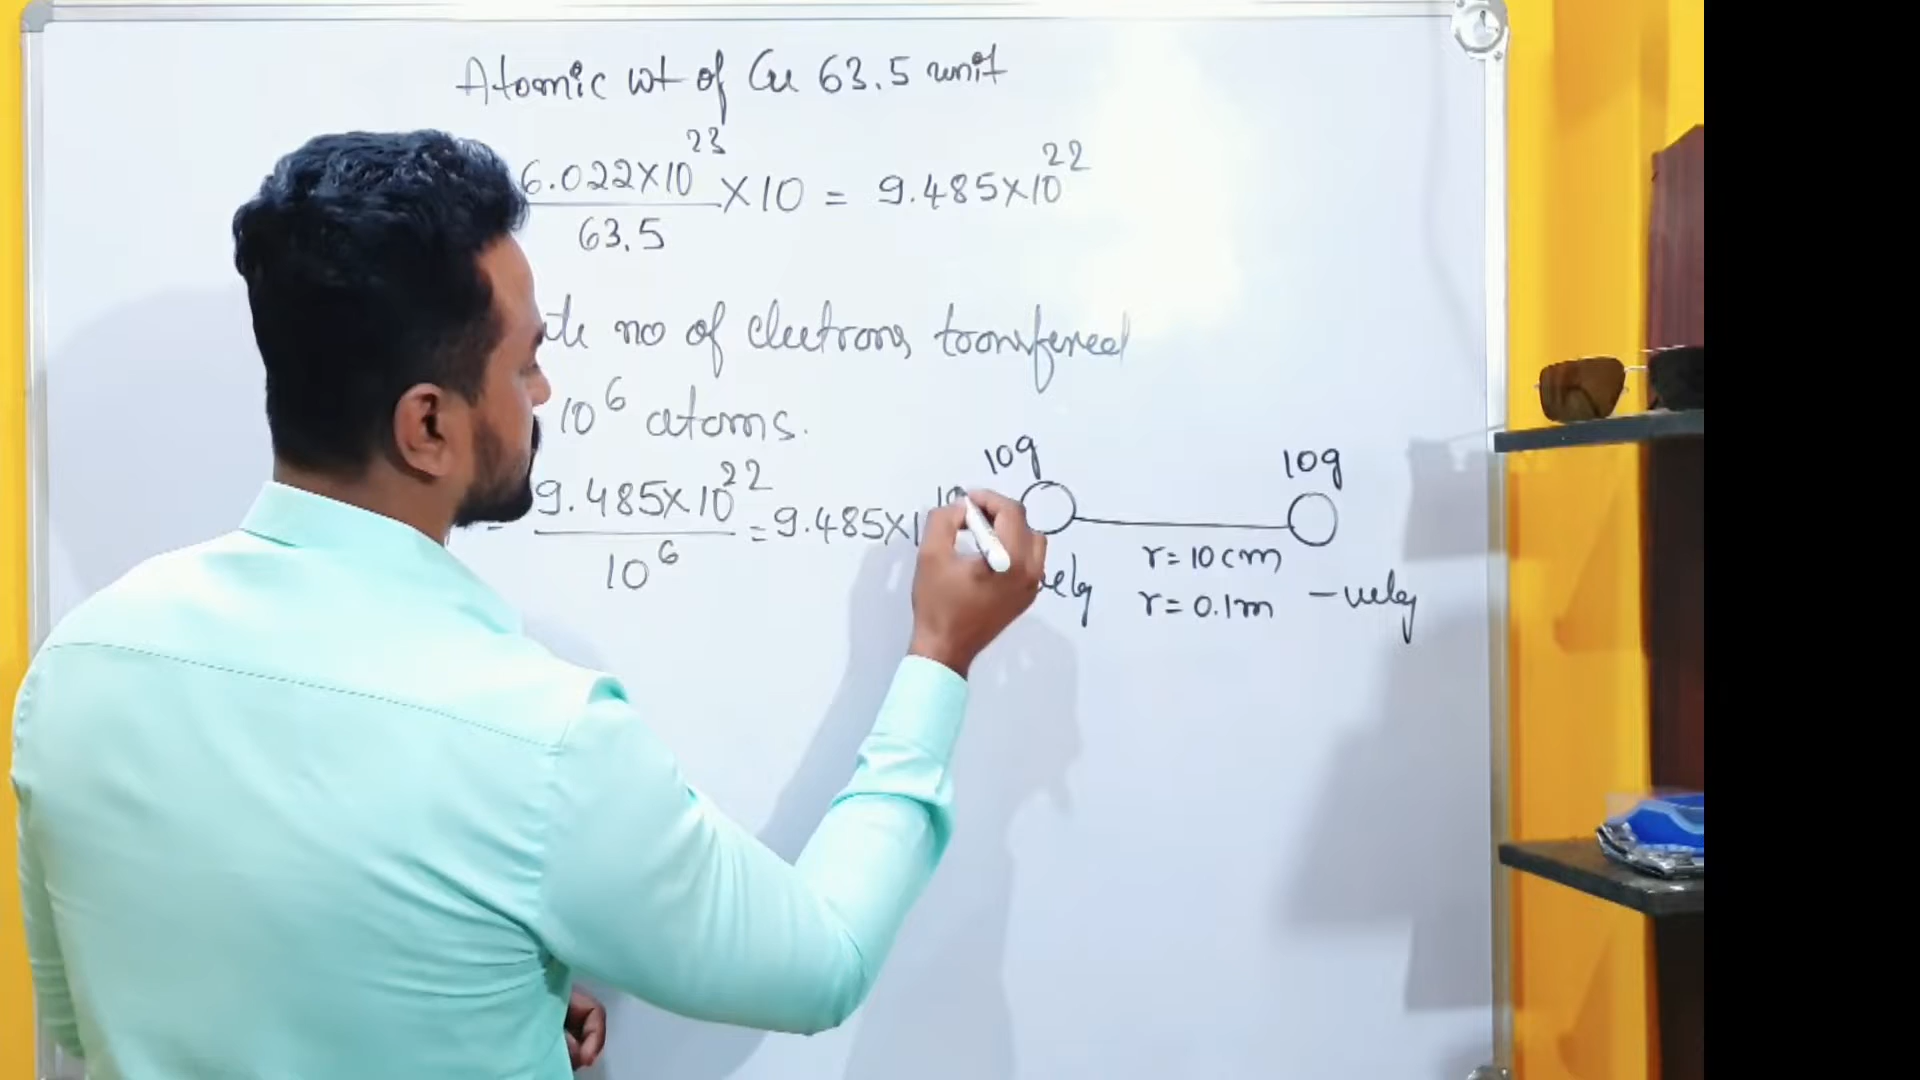 Atomic wt of Cu 63.5 unit
6.022×10^23 / 63.5 ×10 = 9.485×10^22
no of electrons transfered
10^6 atoms.
= 9.485×10^22 / 10^6 = 9.485×1
10g
10g
r=10cm
r=0.1m
-vely